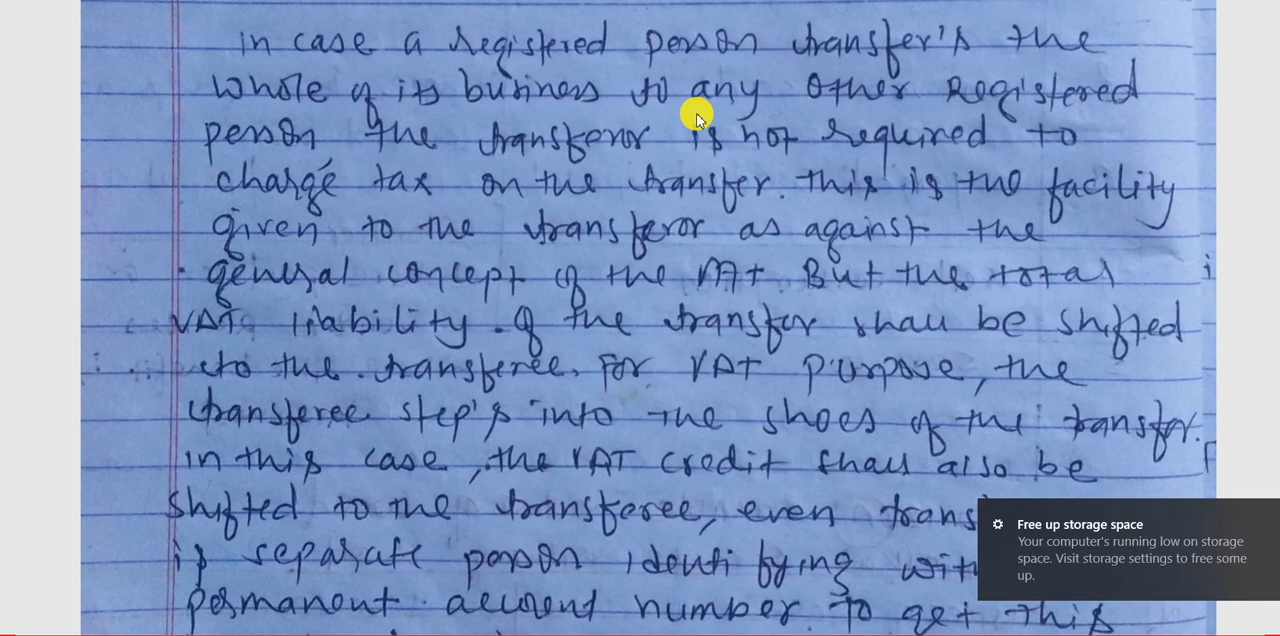 in case a registered person transfer's the
whole of its business to any other Registered
person the transferor is not required to
charge tax on the transfer. this is the facility
given to the transferor as against the
general concept of the VAT. But the total
VAT liability of the transfor shall be shifted
to the transferee. For VAT purpose, the
transferee step's into the shoes of the transfor.
in this case, the VAT credit shall also be
shifted to the transferee, even
is separate person identifying
permanent account number. To get this
Free up storage space
Your computer's running low on storage
space. Visit storage settings to free some
up.